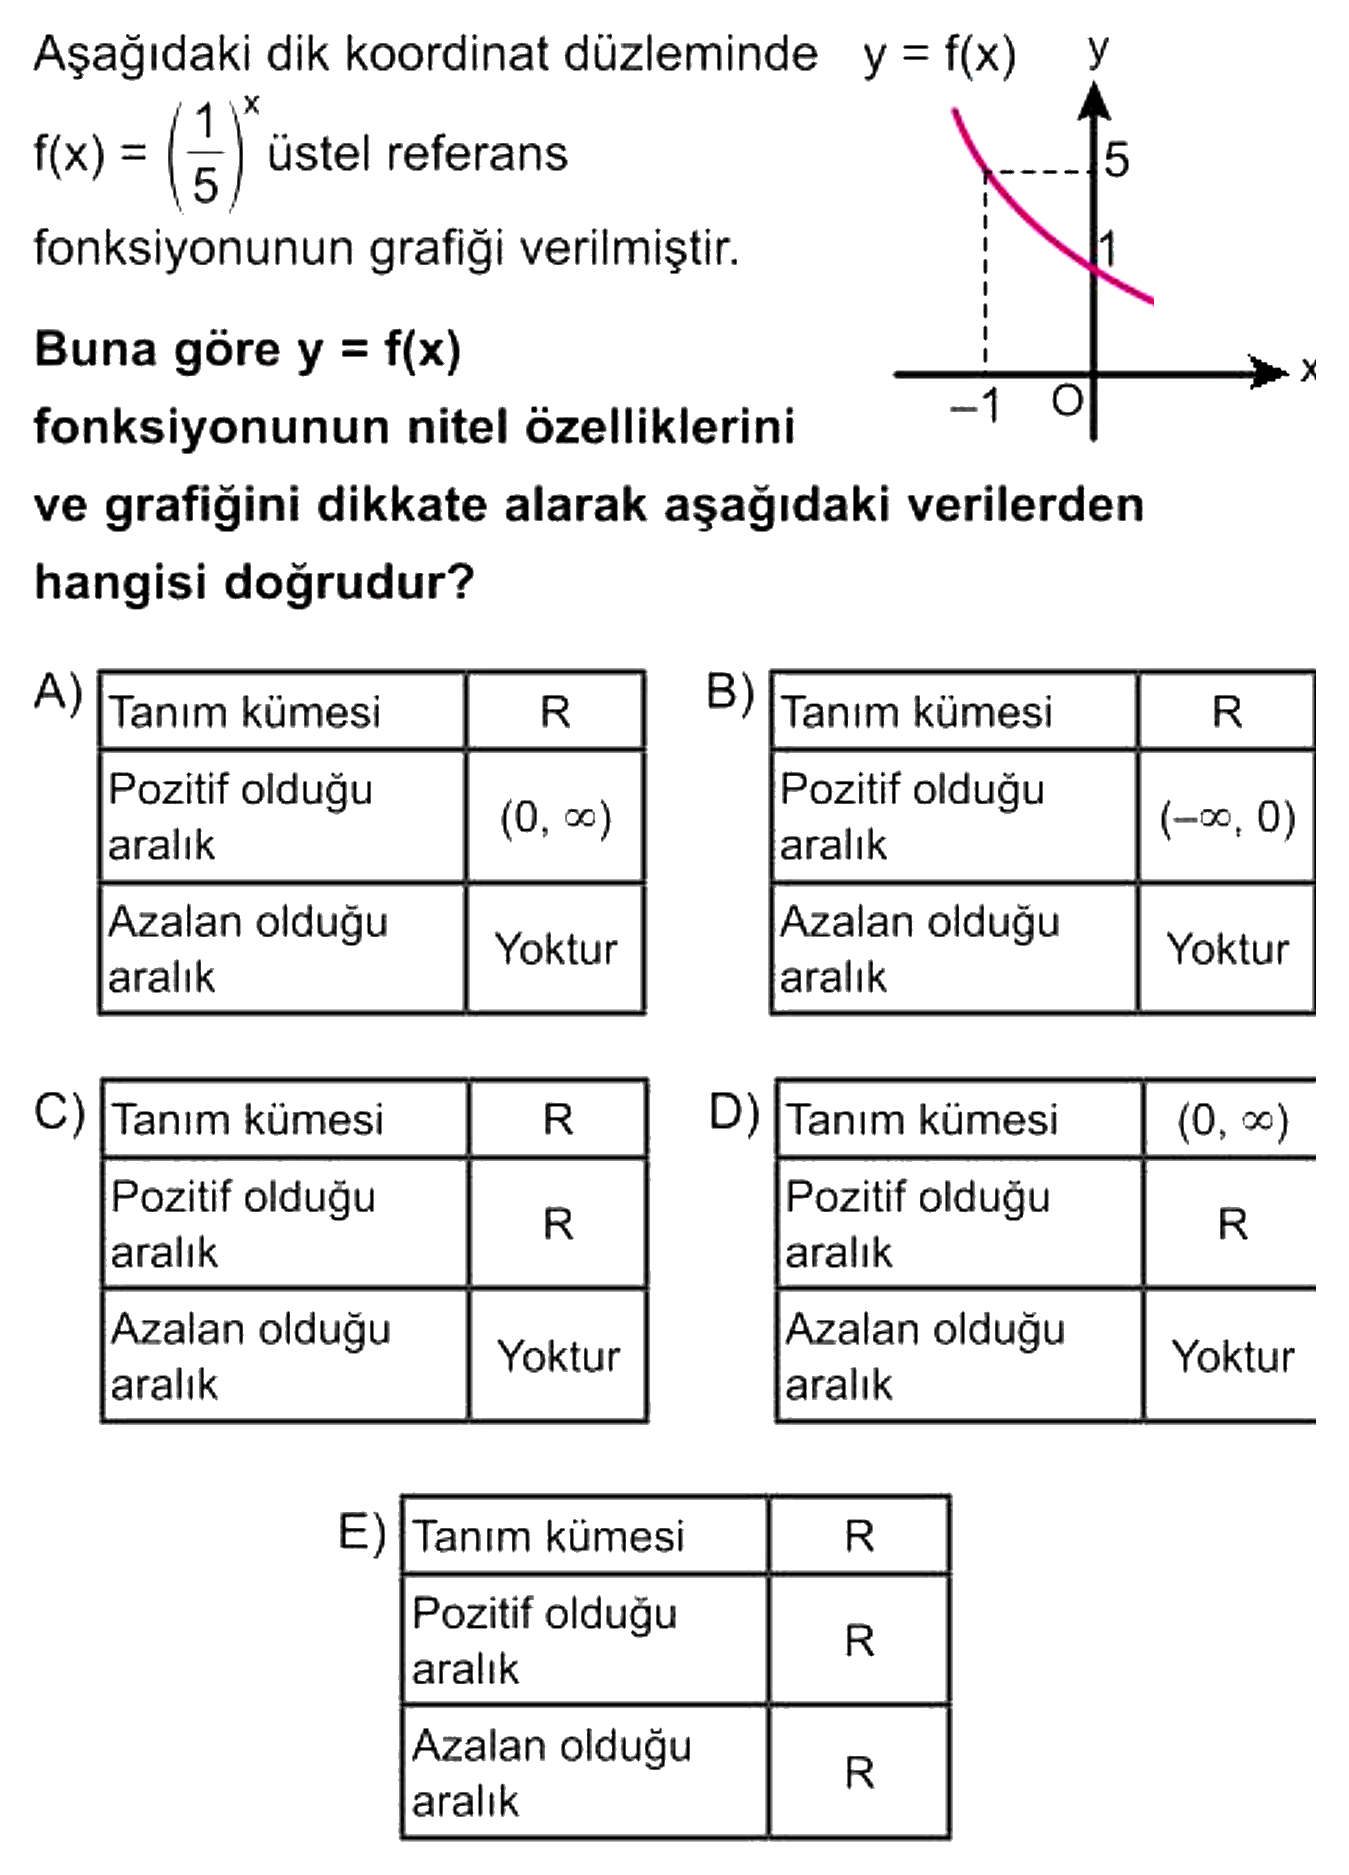 Aşağıdaki dik koordinat düzleminde
f(x) = (1/5)^x üstel referans
fonksiyonunun grafiği verilmiştir.
y = f(x)
y
5
1
x
–1
O
Buna göre y = f(x)
fonksiyonunun nitel özelliklerini
ve grafiğini dikkate alarak aşağıdaki verilerden
hangisi doğrudur?
A)
Tanım kümesi R
Pozitif olduğu
aralık (0, ∞)
Azalan olduğu
aralık Yoktur
B)
Tanım kümesi R
Pozitif olduğu
aralık (–∞, 0)
Azalan olduğu
aralık Yoktur
C)
Tanım kümesi R
Pozitif olduğu
aralık R
Azalan olduğu
aralık Yoktur
D)
Tanım kümesi (0, ∞)
Pozitif olduğu
aralık R
Azalan olduğu
aralık Yoktur
E)
Tanım kümesi R
Pozitif olduğu
aralık R
Azalan olduğu
aralık R